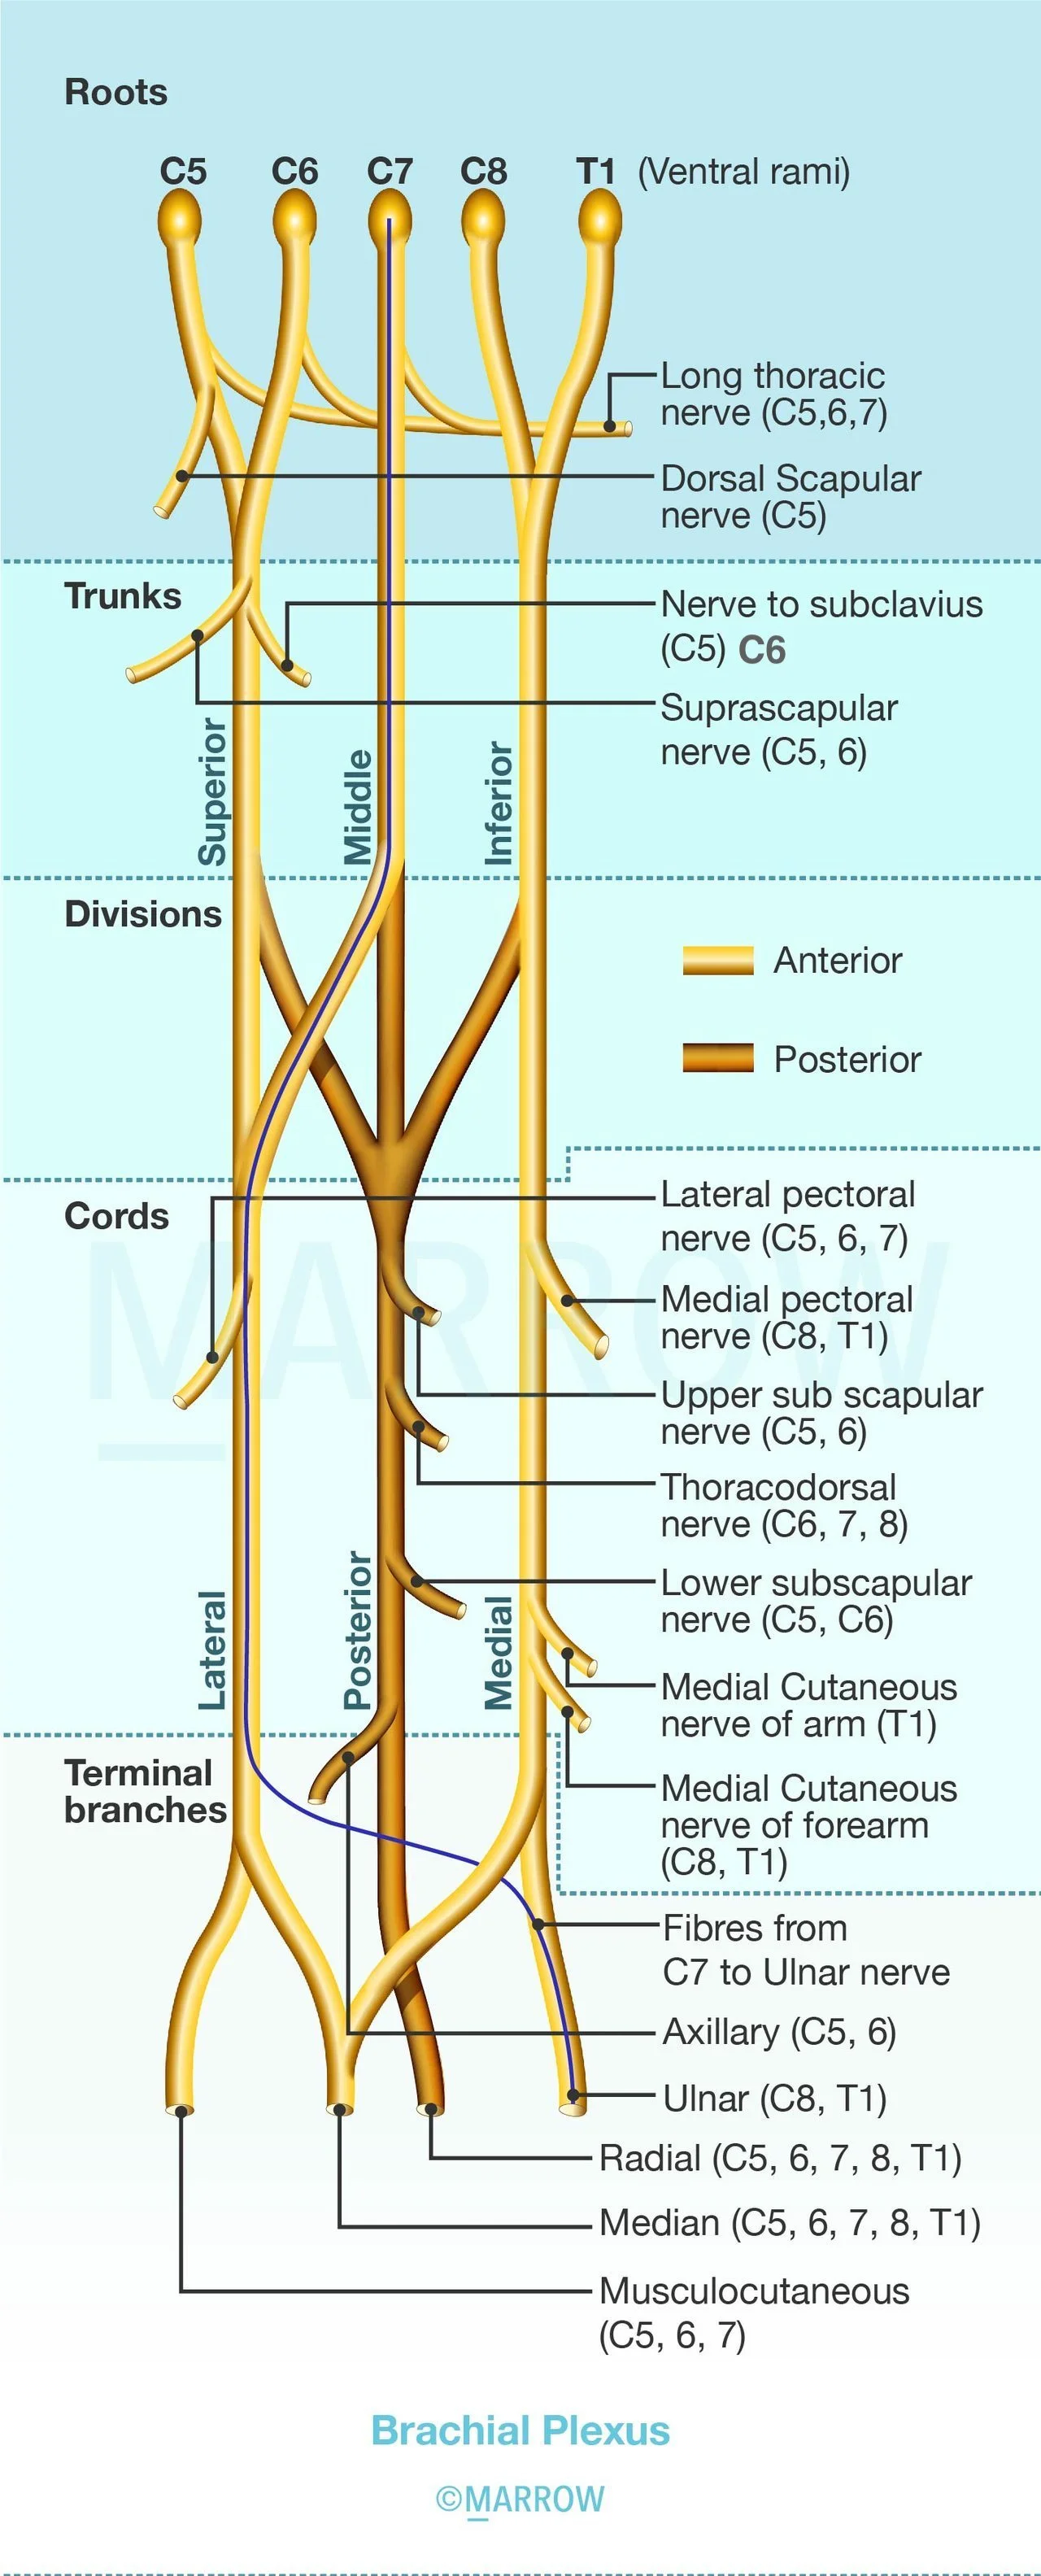 Roots
C5 C6 C7 C8 T1 (Ventral rami)
Long thoracic
nerve (C5,6,7)
Dorsal Scapular
nerve (C5)
Trunks
Nerve to subclavius
(C5) C6
Suprascapular
nerve (C5, 6)
Superior
Middle
Inferior
Divisions
Anterior
Posterior
Cords
Lateral pectoral
nerve (C5, 6, 7)
Medial pectoral
nerve (C8, T1)
Upper sub scapular
nerve (C5, 6)
Thoracodorsal
nerve (C6, 7, 8)
Lower subscapular
nerve (C5, C6)
Lateral
Posterior
Medial
Medial Cutaneous
nerve of arm (T1)
Terminal
branches
Medial Cutaneous
nerve of forearm
(C8, T1)
Fibres from
C7 to Ulnar nerve
Axillary (C5, 6)
Ulnar (C8, T1)
Radial (C5, 6, 7, 8, T1)
Median (C5, 6, 7, 8, T1)
Musculocutaneous
(C5, 6, 7)
Brachial Plexus
©MARROW
MARROW